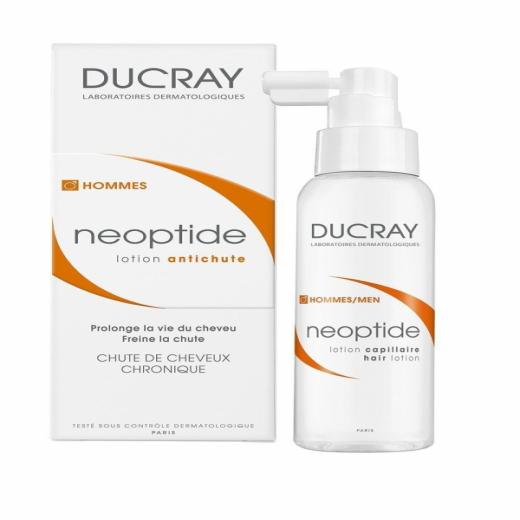 DUCRAY
LABORATOIRES DERMATOLOGIQUES
HOMMES
neoptide
lotion antichute
Prolonge la vie du cheveu
Freine la chute
CHUTE DE CHEVEUX
CHRONIQUE
TESTÉ SOUS CONTRÔLE DERMATOLOGIQUE
PARIS
DUCRAY
LABORATOIRES DERMATOLOGIQUES
HOMMES/MEN
neoptide
lotion capillaire
hair lotion
PARIS